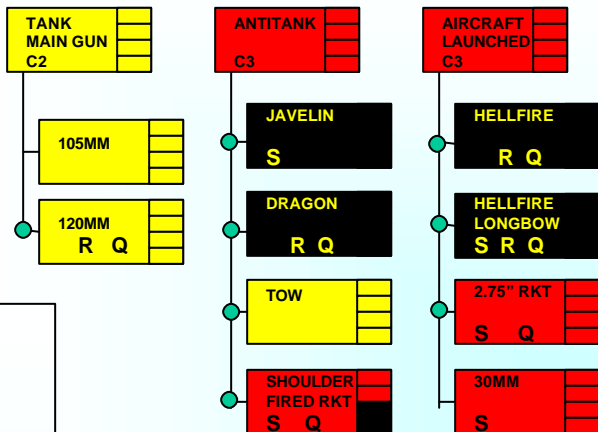 TANK
MAIN GUN
C2
105MM
120MM
R Q
ANTITANK
C3
JAVELIN
S
DRAGON
R Q
TOW
SHOULDER
FIRED RKT
S Q
AIRCRAFT
LAUNCHED
C3
HELLFIRE
R Q
HELLFIRE
LONGBOW
S R Q
2.75" RKT
S Q
30MM
S